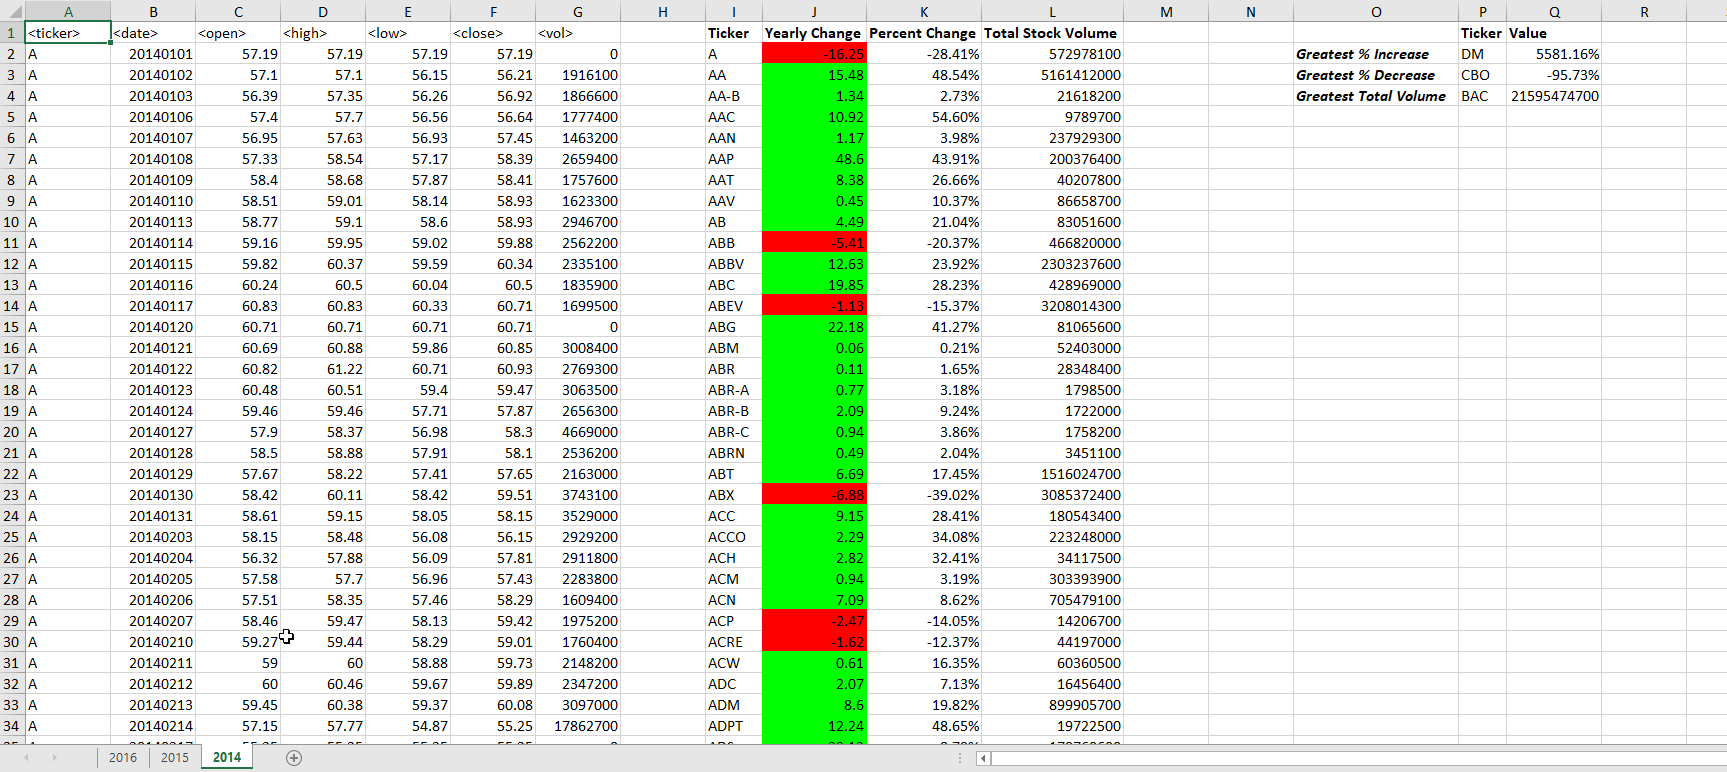 A B C D E F G H I J K L M N O P Q R
1 <ticker> <date> <open> <high> <low> <close> <vol> Ticker Yearly Change Percent Change Total Stock Volume Ticker Value
2 A 20140101 57.19 57.19 57.19 57.19 0 A -16.25 -28.41% 572978100 Greatest % Increase DM 5581.16%
3 A 20140102 57.1 57.1 56.15 56.21 1916100 AA 15.48 48.54% 5161412000 Greatest % Decrease CBO -95.73%
4 A 20140103 56.39 57.35 56.26 56.92 1866600 AA-B 1.34 2.73% 21618200 Greatest Total Volume BAC 21595474700
5 A 20140106 57.4 57.7 56.56 56.64 1777400 AAC 10.92 54.60% 9789700
6 A 20140107 56.95 57.63 56.93 57.45 1463200 AAN 1.17 3.98% 237929300
7 A 20140108 57.33 58.54 57.17 58.39 2659400 AAP 48.6 43.91% 200376400
8 A 20140109 58.4 58.68 57.87 58.41 1757600 AAT 8.38 26.66% 40207800
9 A 20140110 58.51 59.01 58.14 58.93 1623300 AAV 0.45 10.37% 86658700
10 A 20140113 58.77 59.1 58.6 58.93 2946700 AB 4.49 21.04% 83051600
11 A 20140114 59.16 59.95 59.02 59.88 2562200 ABB -5.41 -20.37% 466820000
12 A 20140115 59.82 60.37 59.59 60.34 2335100 ABBV 12.63 23.92% 2303237600
13 A 20140116 60.24 60.5 60.04 60.5 1835900 ABC 19.85 28.23% 428969000
14 A 20140117 60.83 60.83 60.33 60.71 1699500 ABEV -1.13 -15.37% 3208014300
15 A 20140120 60.71 60.71 60.71 60.71 0 ABG 22.18 41.27% 81065600
16 A 20140121 60.69 60.88 59.86 60.85 3008400 ABM 0.06 0.21% 52403000
17 A 20140122 60.82 61.22 60.71 60.93 2769300 ABR 0.11 1.65% 28348400
18 A 20140123 60.48 60.51 59.4 59.47 3063500 ABR-A 0.77 3.18% 1798500
19 A 20140124 59.46 59.46 57.71 57.87 2656300 ABR-B 2.09 9.24% 1722000
20 A 20140127 57.9 58.37 56.98 58.3 4669000 ABR-C 0.94 3.86% 1758200
21 A 20140128 58.5 58.88 57.91 58.1 2536200 ABRN 0.49 2.04% 3451100
22 A 20140129 57.67 58.22 57.41 57.65 2163000 ABT 6.69 17.45% 1516024700
23 A 20140130 58.42 60.11 58.42 59.51 3743100 ABX -6.88 -39.02% 3085372400
24 A 20140131 58.61 59.15 58.05 58.15 3529000 ACC 9.15 28.41% 180543400
25 A 20140203 58.15 58.48 56.08 56.15 2929200 ACCO 2.29 34.08% 223248000
26 A 20140204 56.32 57.88 56.09 57.81 2911800 ACH 2.82 32.41% 34117500
27 A 20140205 57.58 57.7 56.96 57.43 2283800 ACM 0.94 3.19% 303393900
28 A 20140206 57.51 58.35 57.46 58.29 1609400 ACN 7.09 8.62% 705479100
29 A 20140207 58.46 59.47 58.13 59.42 1975200 ACP -2.47 -14.05% 14206700
30 A 20140210 59.27 59.44 58.29 59.01 1760400 ACRE -1.62 -12.37% 44197000
31 A 20140211 59 60 58.88 59.73 2148200 ACW 0.61 16.35% 60360500
32 A 20140212 60 60.46 59.67 59.89 2347200 ADC 2.07 7.13% 16456400
33 A 20140213 59.45 60.38 59.37 60.08 3097000 ADM 8.6 19.82% 899905700
34 A 20140214 57.15 57.77 54.87 55.25 17862700 ADPT 12.24 48.65% 19722500
2016 2015 2014